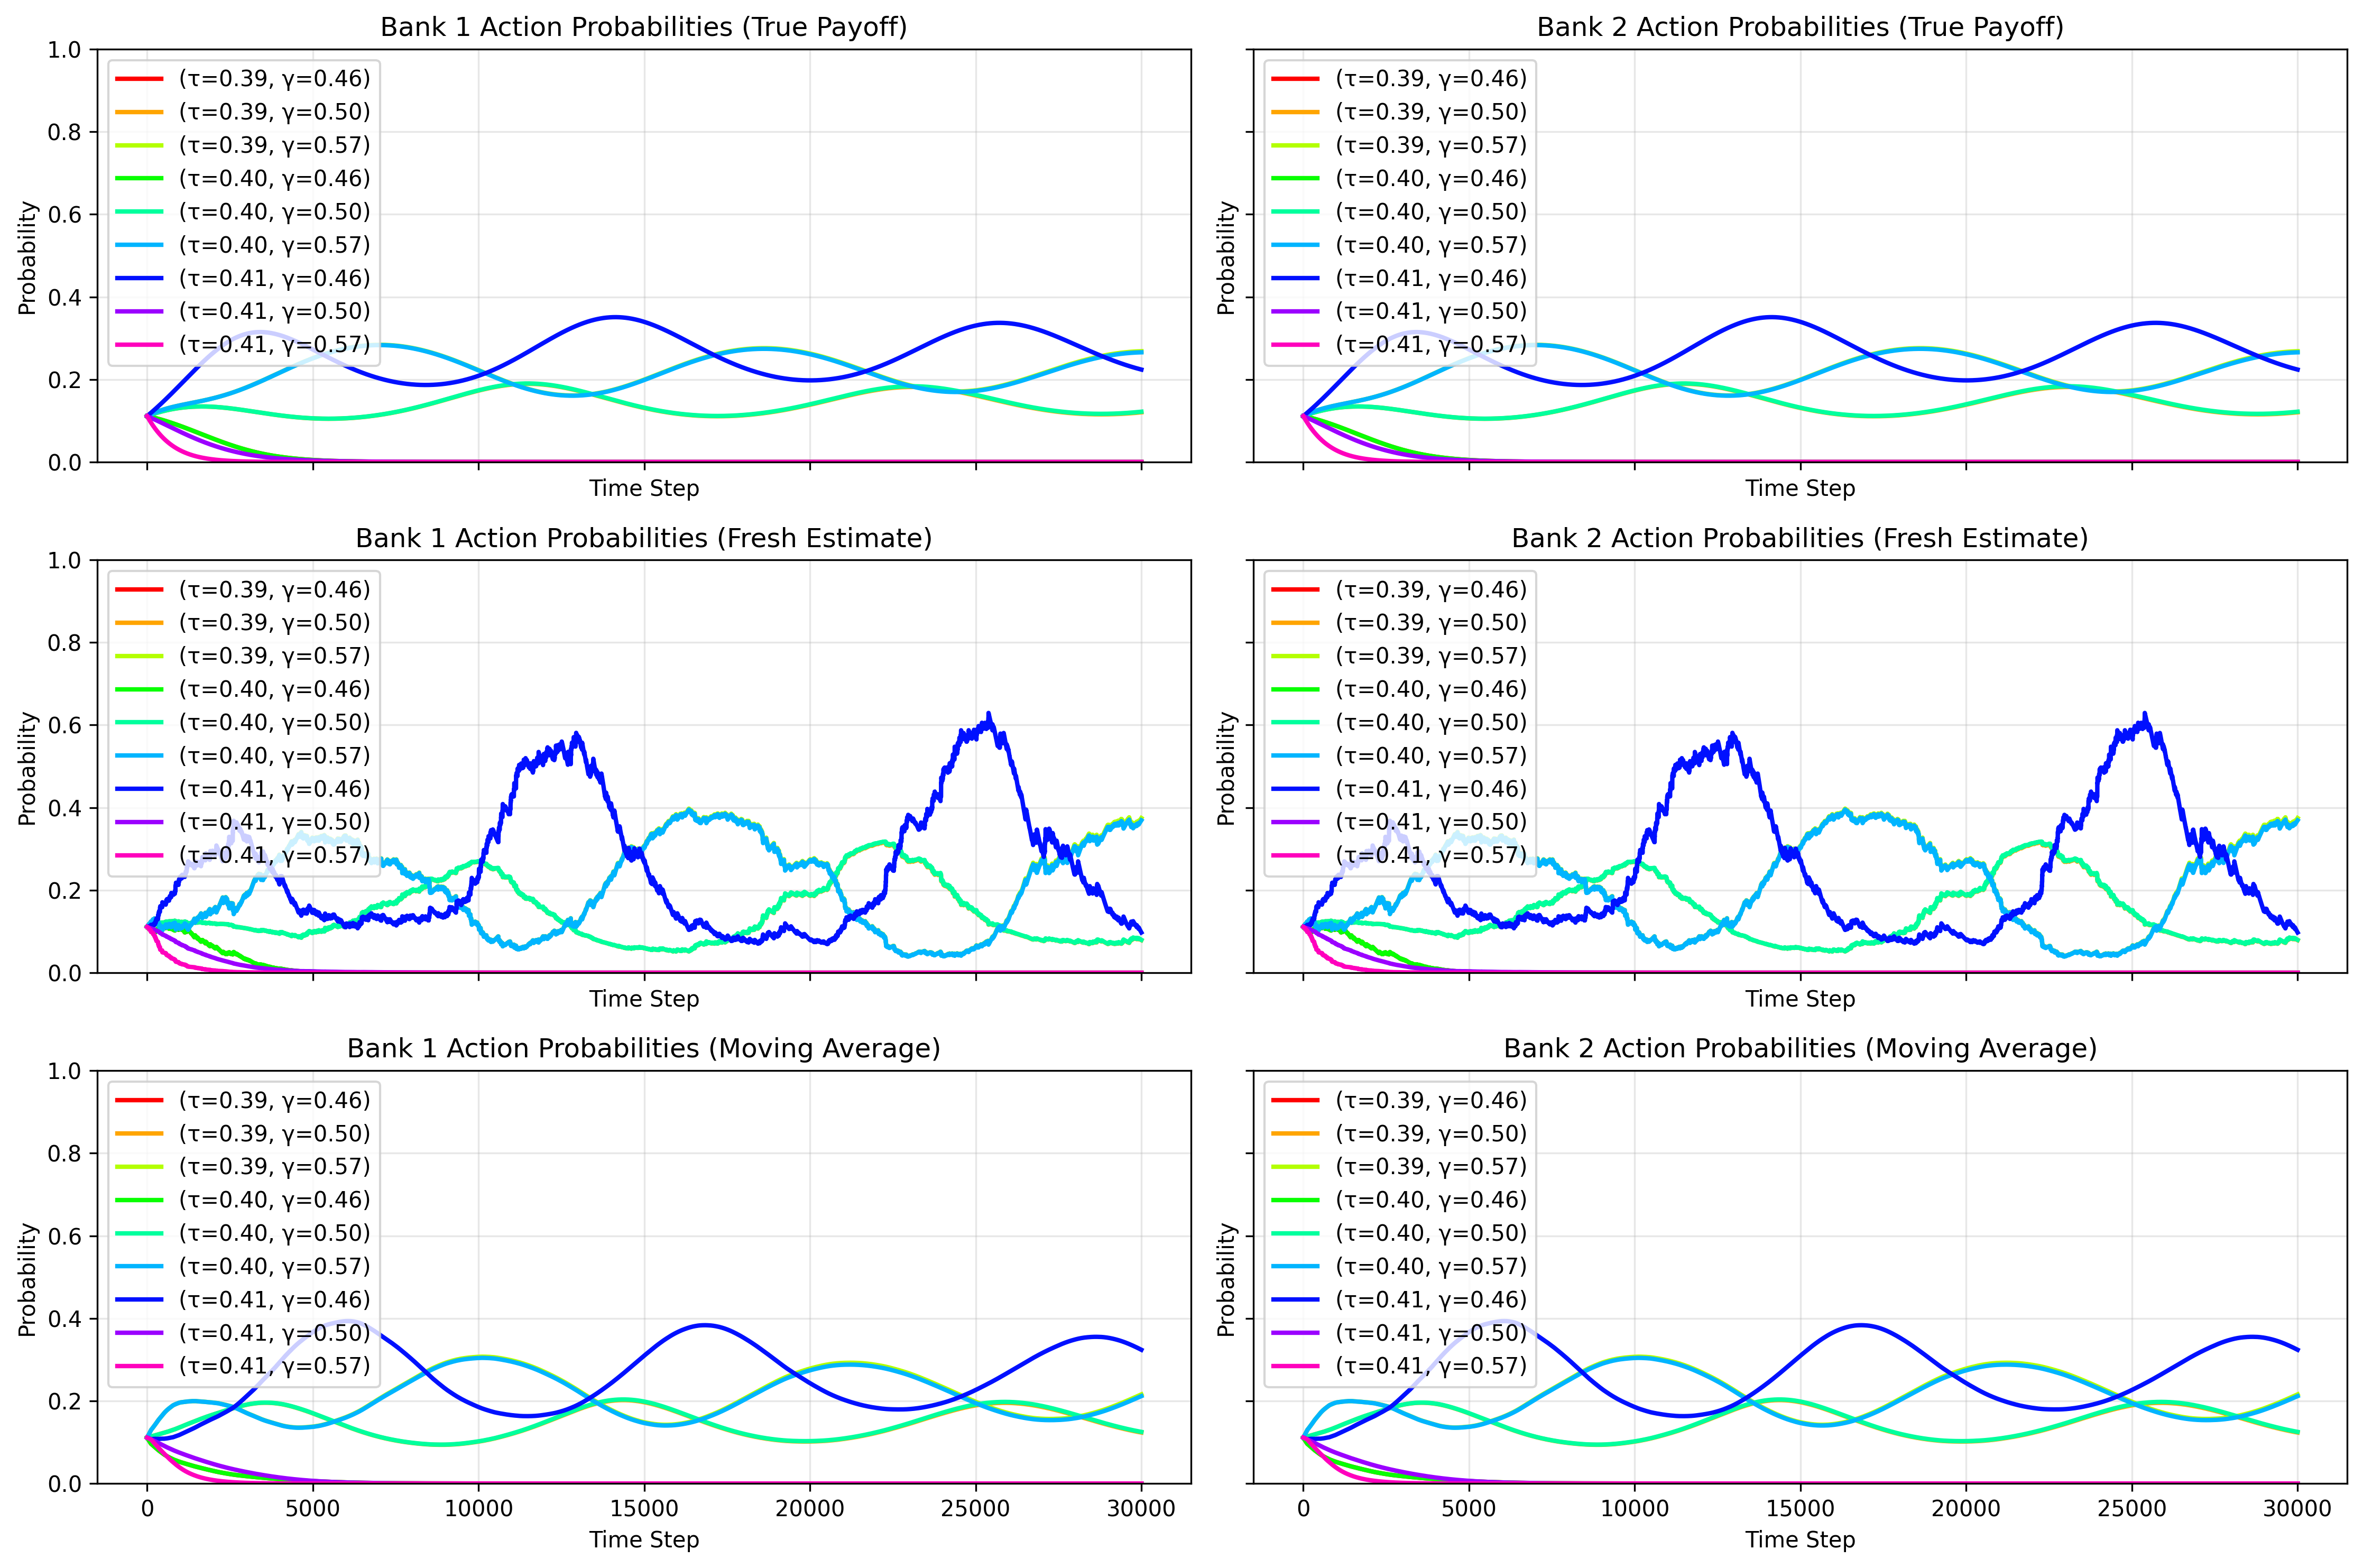 Bank 1 Action Probabilities (True Payoff)
1.0
0.8
0.6
0.4
0.2
0.0
Probability
(τ=0.39, γ=0.46)
(τ=0.39, γ=0.50)
(τ=0.39, γ=0.57)
(τ=0.40, γ=0.46)
(τ=0.40, γ=0.50)
(τ=0.40, γ=0.57)
(τ=0.41, γ=0.46)
(τ=0.41, γ=0.50)
(τ=0.41, γ=0.57)
Time Step
Bank 2 Action Probabilities (True Payoff)
Probability
(τ=0.39, γ=0.46)
(τ=0.39, γ=0.50)
(τ=0.39, γ=0.57)
(τ=0.40, γ=0.46)
(τ=0.40, γ=0.50)
(τ=0.40, γ=0.57)
(τ=0.41, γ=0.46)
(τ=0.41, γ=0.50)
(τ=0.41, γ=0.57)
Time Step
Bank 1 Action Probabilities (Fresh Estimate)
1.0
0.8
0.6
0.4
0.2
0.0
Probability
(τ=0.39, γ=0.46)
(τ=0.39, γ=0.50)
(τ=0.39, γ=0.57)
(τ=0.40, γ=0.46)
(τ=0.40, γ=0.50)
(τ=0.40, γ=0.57)
(τ=0.41, γ=0.46)
(τ=0.41, γ=0.50)
(τ=0.41, γ=0.57)
Time Step
Bank 2 Action Probabilities (Fresh Estimate)
Probability
(τ=0.39, γ=0.46)
(τ=0.39, γ=0.50)
(τ=0.39, γ=0.57)
(τ=0.40, γ=0.46)
(τ=0.40, γ=0.50)
(τ=0.40, γ=0.57)
(τ=0.41, γ=0.46)
(τ=0.41, γ=0.50)
(τ=0.41, γ=0.57)
Time Step
Bank 1 Action Probabilities (Moving Average)
1.0
0.8
0.6
0.4
0.2
0.0
Probability
(τ=0.39, γ=0.46)
(τ=0.39, γ=0.50)
(τ=0.39, γ=0.57)
(τ=0.40, γ=0.46)
(τ=0.40, γ=0.50)
(τ=0.40, γ=0.57)
(τ=0.41, γ=0.46)
(τ=0.41, γ=0.50)
(τ=0.41, γ=0.57)
0 5000 10000 15000 20000 25000 30000
Time Step
Bank 2 Action Probabilities (Moving Average)
Probability
(τ=0.39, γ=0.46)
(τ=0.39, γ=0.50)
(τ=0.39, γ=0.57)
(τ=0.40, γ=0.46)
(τ=0.40, γ=0.50)
(τ=0.40, γ=0.57)
(τ=0.41, γ=0.46)
(τ=0.41, γ=0.50)
(τ=0.41, γ=0.57)
0 5000 10000 15000 20000 25000 30000
Time Step